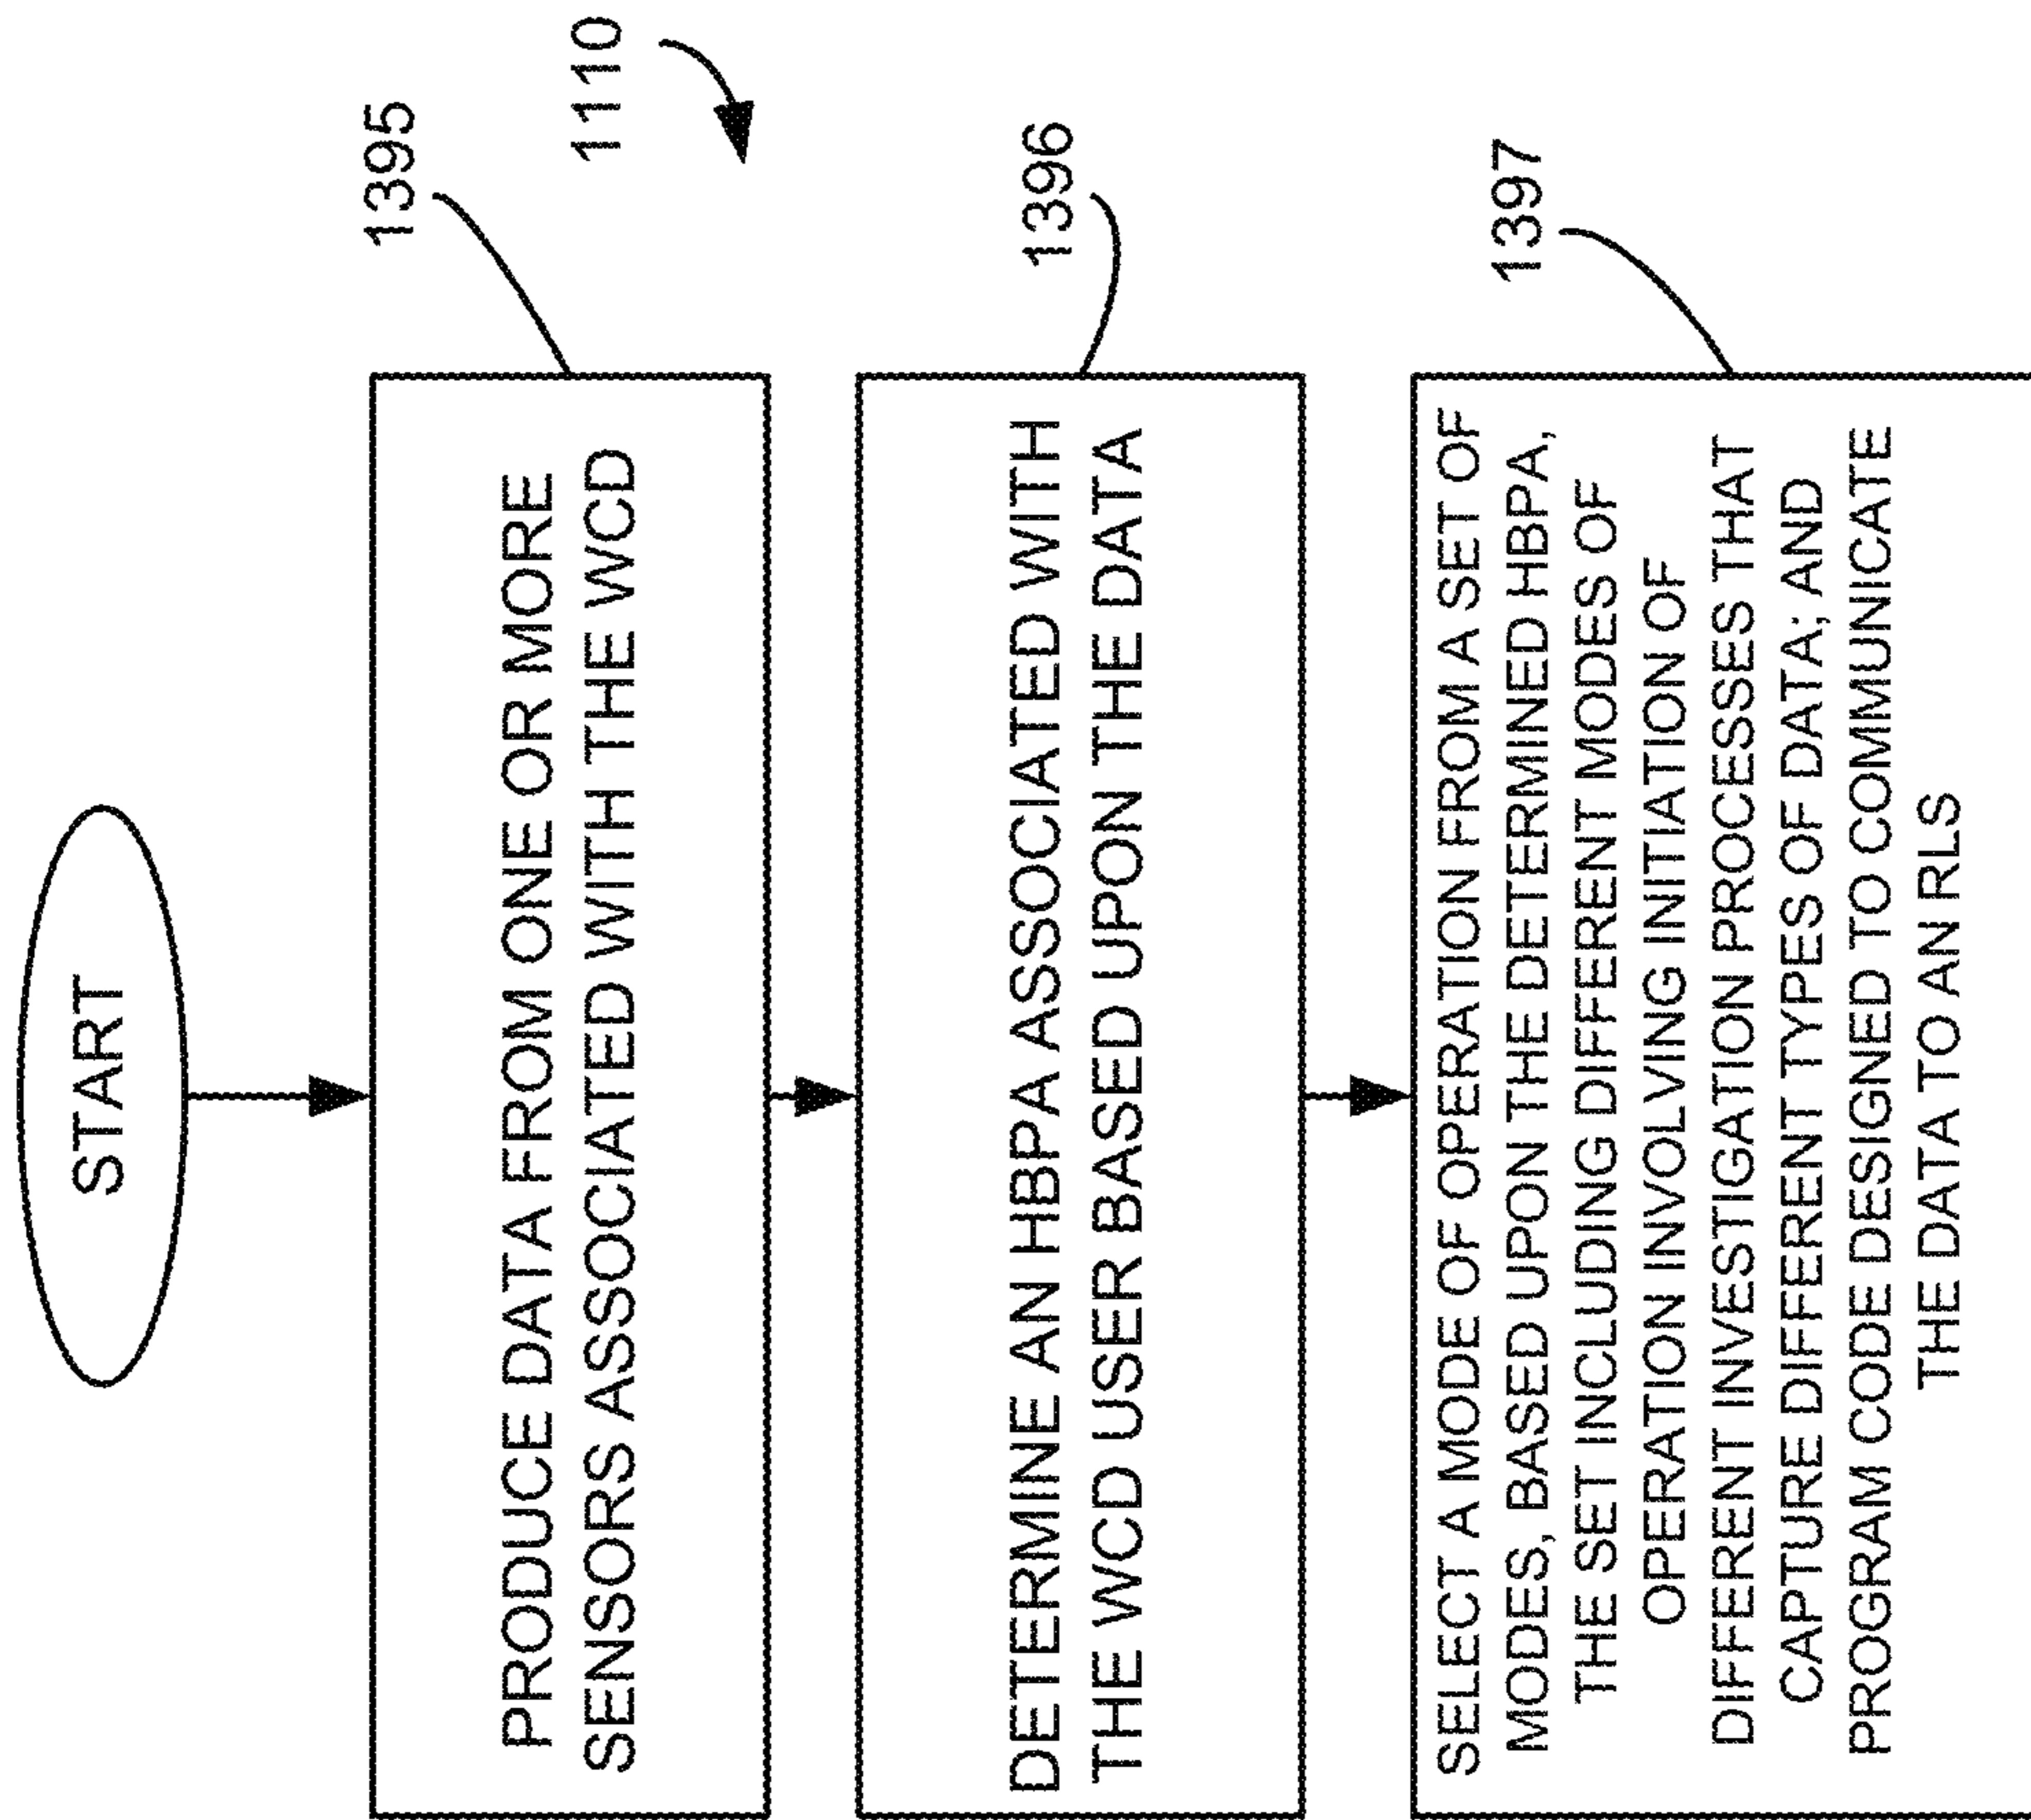 START
1395
1110
PRODUCE DATA FROM ONE OR MORE
SENSORS ASSOCIATED WITH THE WCD
1396
DETERMINE AN HBPA ASSOCIATED WITH
THE WCD USER BASED UPON THE DATA
1397
SELECT A MODE OF OPERATION FROM A SET OF
MODES, BASED UPON THE DETERMINED HBPA,
THE SET INCLUDING DIFFERENT MODES OF
OPERATION INVOLVING INITIATION OF
DIFFERENT INVESTIGATION PROCESSES THAT
CAPTURE DIFFERENT TYPES OF DATA; AND
PROGRAM CODE DESIGNED TO COMMUNICATE
THE DATA TO AN RLS